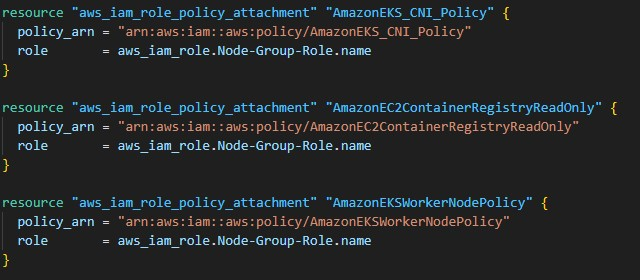 resource "aws_iam_role_policy_attachment" "AmazonEKS_CNI_Policy" {
  policy_arn = "arn:aws:iam::aws:policy/AmazonEKS_CNI_Policy"
  role       = aws_iam_role.Node-Group-Role.name
}

resource "aws_iam_role_policy_attachment" "AmazonEC2ContainerRegistryReadOnly" {
  policy_arn = "arn:aws:iam::aws:policy/AmazonEC2ContainerRegistryReadOnly"
  role       = aws_iam_role.Node-Group-Role.name
}

resource "aws_iam_role_policy_attachment" "AmazonEKSWorkerNodePolicy" {
  policy_arn = "arn:aws:iam::aws:policy/AmazonEKSWorkerNodePolicy"
  role       = aws_iam_role.Node-Group-Role.name
}